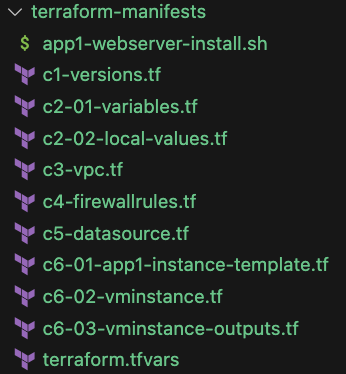 terraform-manifests
$ app1-webserver-install.sh
c1-versions.tf
c2-01-variables.tf
c2-02-local-values.tf
c3-vpc.tf
c4-firewallrules.tf
c5-datasource.tf
c6-01-app1-instance-template.tf
c6-02-vminstance.tf
c6-03-vminstance-outputs.tf
terraform.tfvars